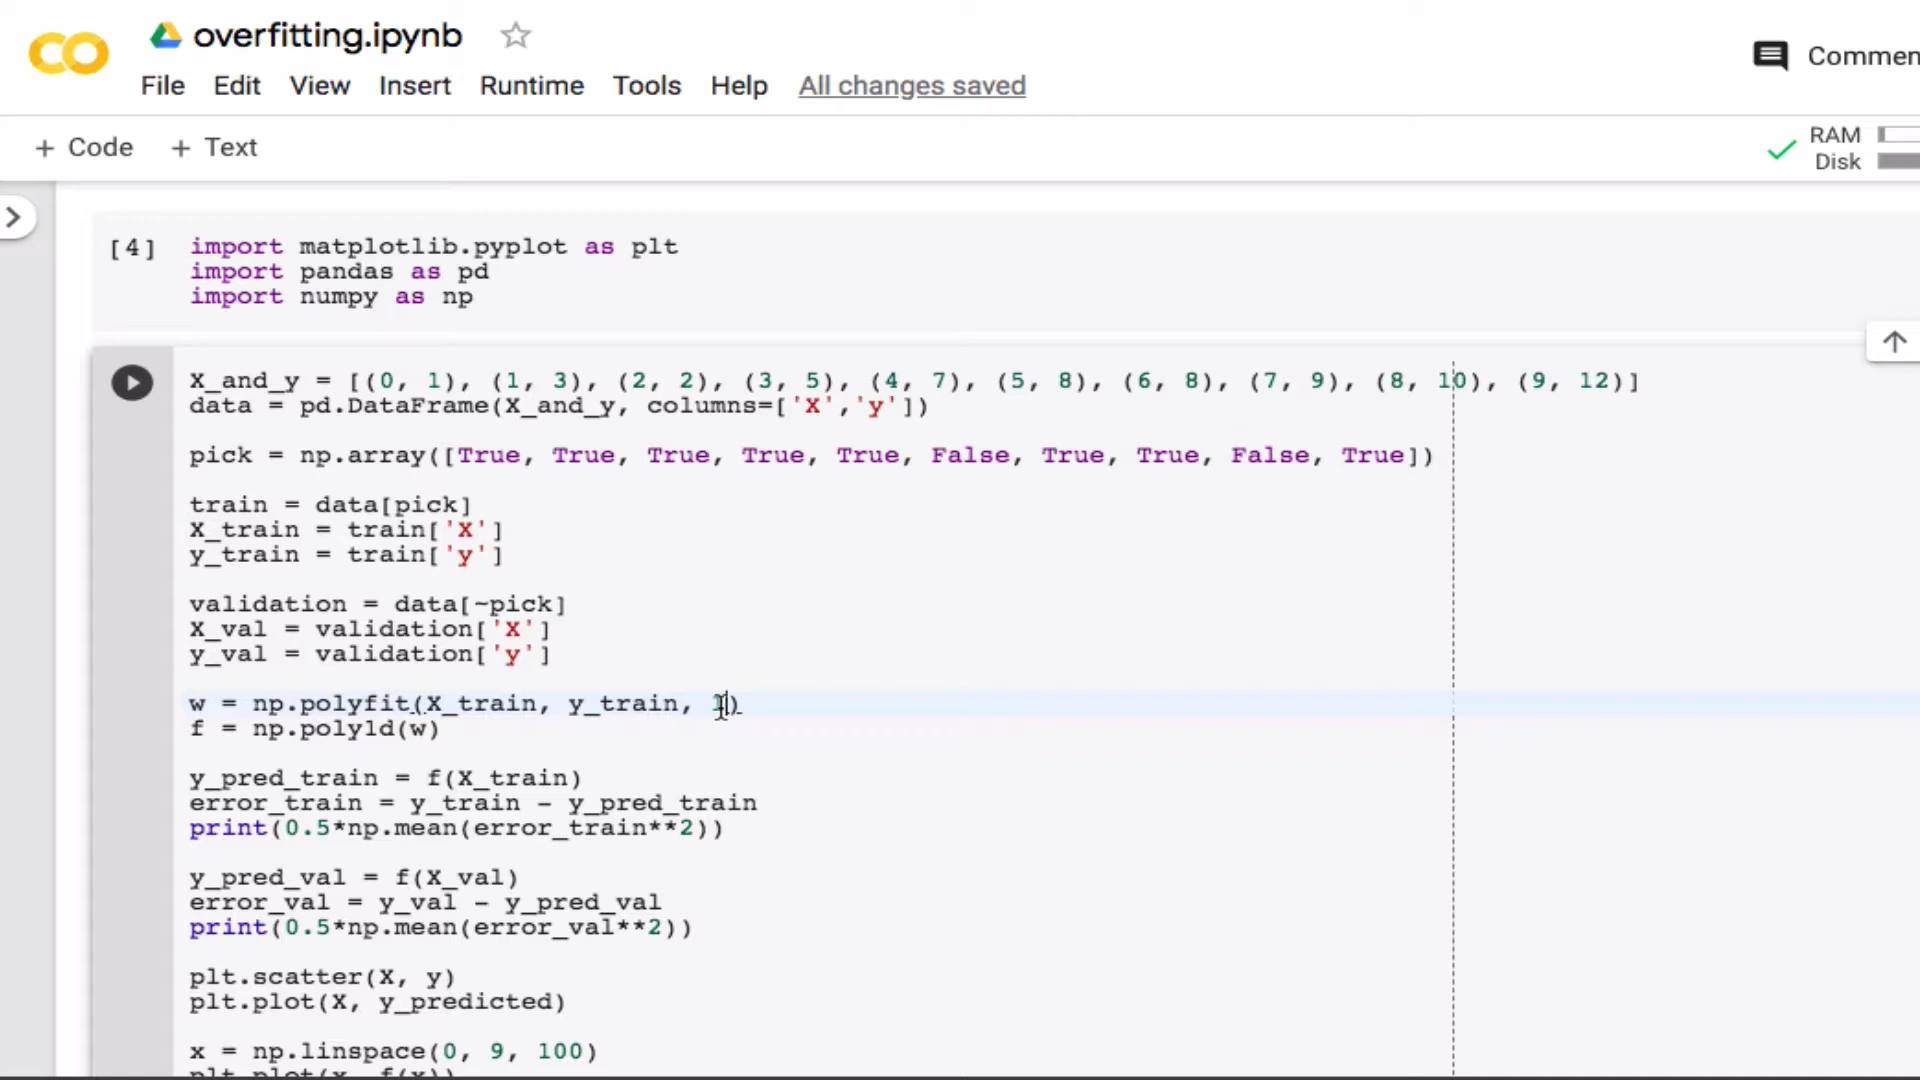 overfitting.ipynb
Commen
File Edit View Insert Runtime Tools Help All changes saved
+ Code + Text
RAM
Disk
[4] import matplotlib.pyplot as plt
import pandas as pd
import numpy as np
X_and_y = [(0, 1), (1, 3), (2, 2), (3, 5), (4, 7), (5, 8), (6, 8), (7, 9), (8, 10), (9, 12)]
data = pd.DataFrame(X_and_y, columns=['X','y'])
pick = np.array([True, True, True, True, True, False, True, True, False, True])
train = data[pick]
X_train = train['X']
y_train = train['y']
validation = data[~pick]
X_val = validation['X']
y_val = validation['y']
w = np.polyfit(X_train, y_train, 1)
f = np.poly1d(w)
y_pred_train = f(X_train)
error_train = y_train - y_pred_train
print(0.5*np.mean(error_train**2))
y_pred_val = f(X_val)
error_val = y_val - y_pred_val
print(0.5*np.mean(error_val**2))
plt.scatter(X, y)
plt.plot(X, y_predicted)
x = np.linspace(0, 9, 100)
plt.plot(x, f(x))